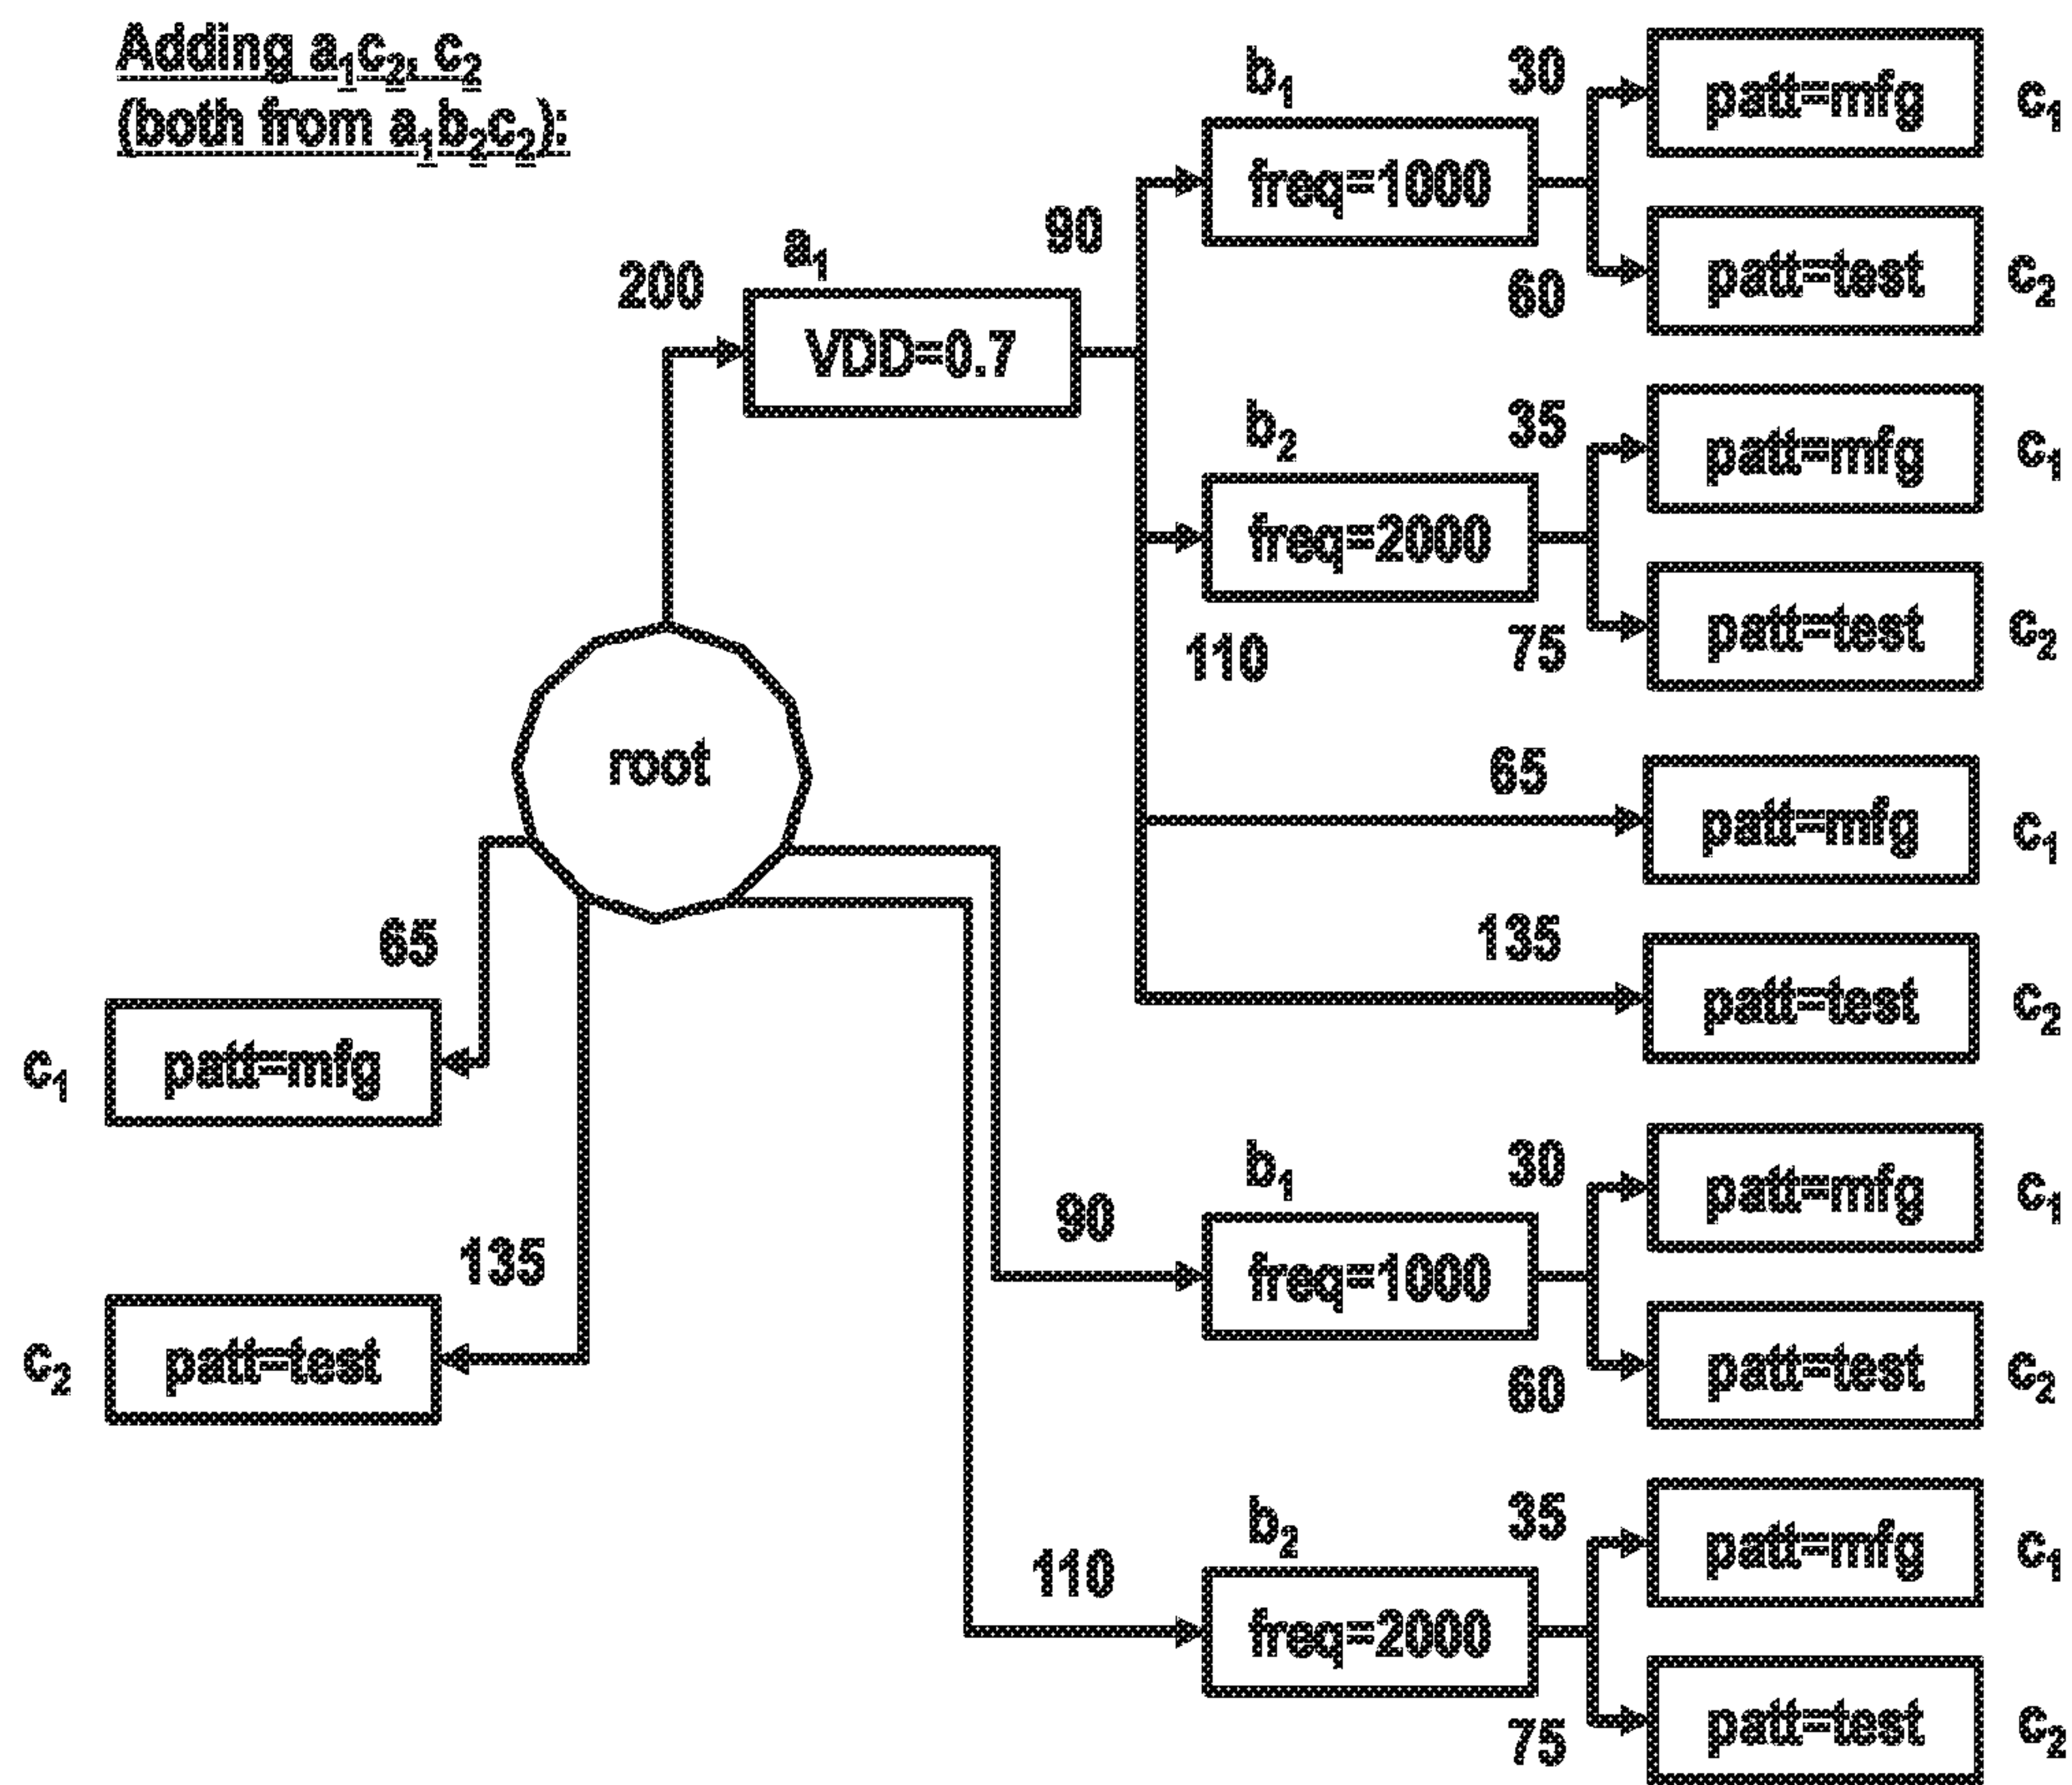 Adding a₁c₂, c₂
(both from a₁b₂c₂):
b₁
30
patt=mfg
c₁
freq=1000
60
patt=test
c₂
200
a₁
90
VDD=0.7
b₂
35
patt=mfg
c₁
freq=2000
110
75
patt=test
c₂
root
65
patt=mfg
c₁
135
patt=test
c₂
65
c₁
patt=mfg
135
c₂
patt=test
90
b₁
30
patt=mfg
c₁
freq=1000
60
patt=test
c₂
110
b₂
35
patt=mfg
c₁
freq=2000
75
patt=test
c₂